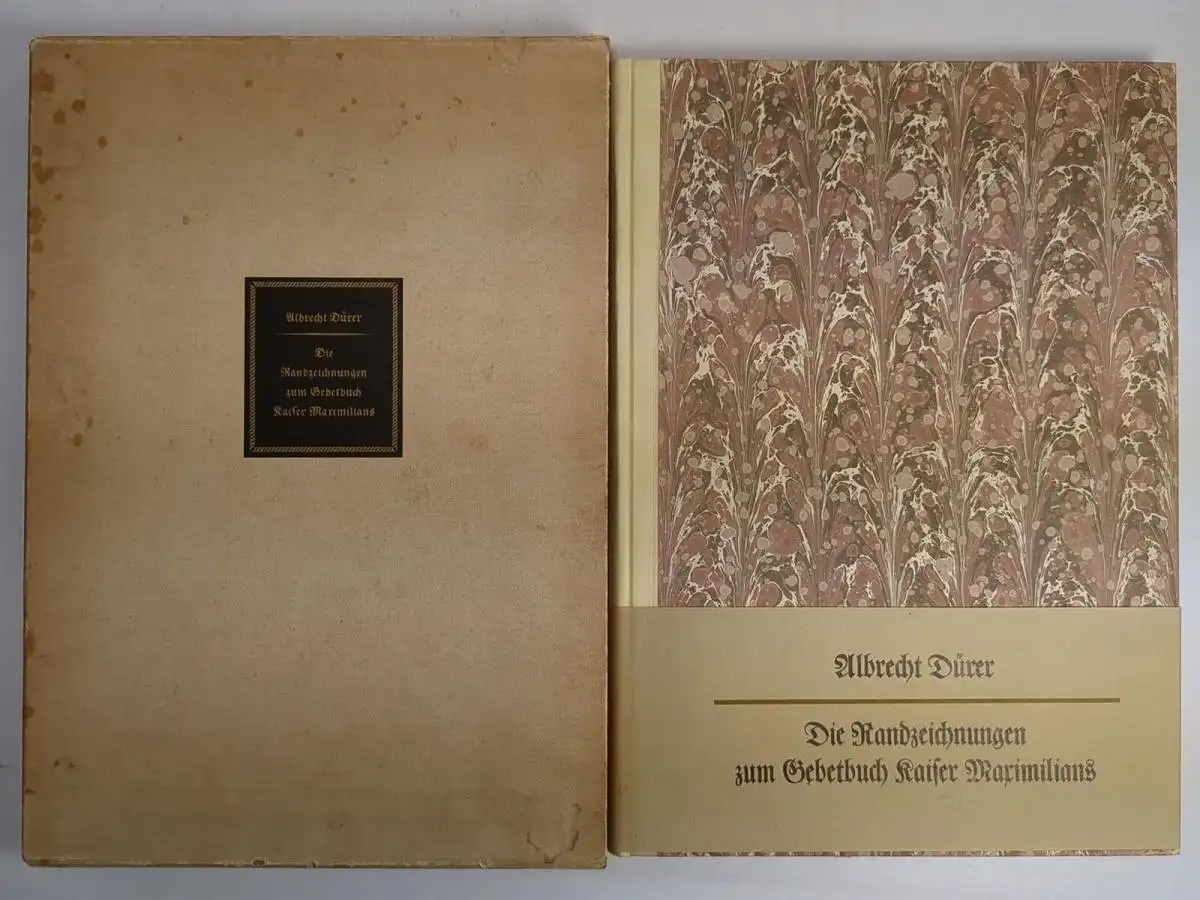 Albrecht Dürer
Die
Randzeichnungen
zum Gebetbuch
Kaiser Maximilians
Albrecht Dürer
Die Randzeichnungen
zum Gebetbuch Kaiser Maximilians